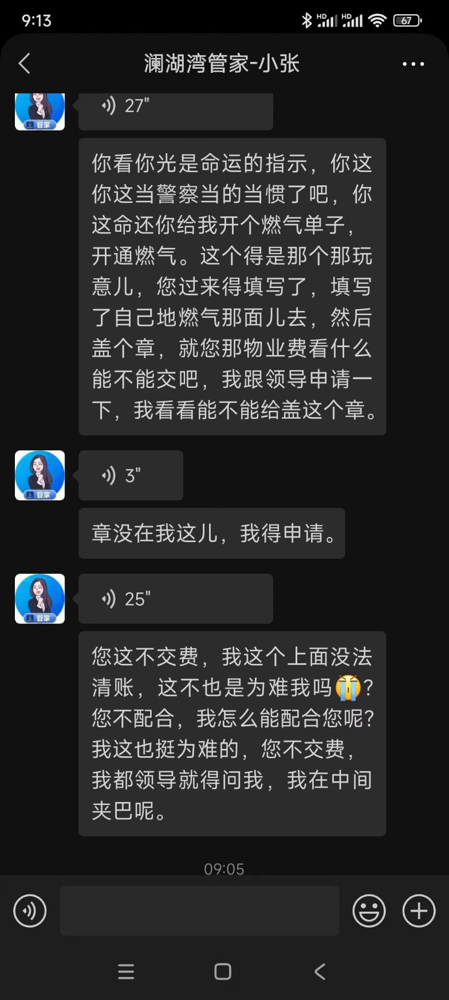 9:13
HD HD 67
澜湖湾管家-小张
管家
27"
你看你光是命运的指示，你这
你这当警察当的当惯了吧，你
这命还你给我开个燃气单子，
开通燃气。这个得是那个那玩
意儿，您过来得填写了，填写
了自己地燃气那面儿去，然后
盖个章，就您那物业费看什么
能不能交吧，我跟领导申请一
下，我看看能不能给盖这个章。
管家
3"
章没在我这儿，我得申请。
管家
25"
您这不交费，我这个上面没法
清账，这不也是为难我吗😭？
您不配合，我怎么能配合您呢？
我这也挺为难的，您不交费，
我都领导就得问我，我在中间
夹巴呢。
09:05